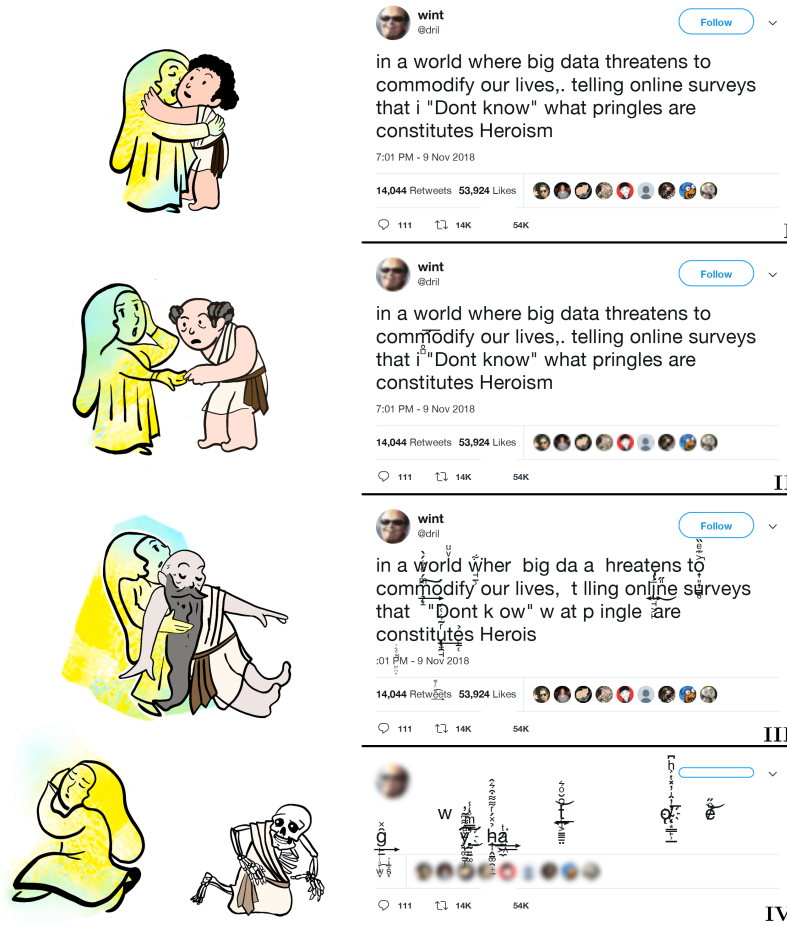 wint
@dril
Follow
in a world where big data threatens to
commodify our lives,. telling online surveys
that i "Dont know" what pringles are
constitutes Heroism
7:01 PM - 9 Nov 2018
14,044 Retweets 53,924 Likes
111 14K 54K
I
wint
@dril
Follow
in a world where big data threatens to
commodify our lives,. telling online surveys
that i "Dont know" what pringles are
constitutes Heroism
7:01 PM - 9 Nov 2018
14,044 Retweets 53,924 Likes
111 14K 54K
II
wint
@dril
Follow
in a world wher big da a hreatens to
commodify our lives, t lling online surveys
that "Dont k ow" w at p ingle are
constitutes Herois
:01 PM - 9 Nov 2018
14,044 Retweets 53,924 Likes
111 14K 54K
III
w
y ha
111 14K 54K
IV